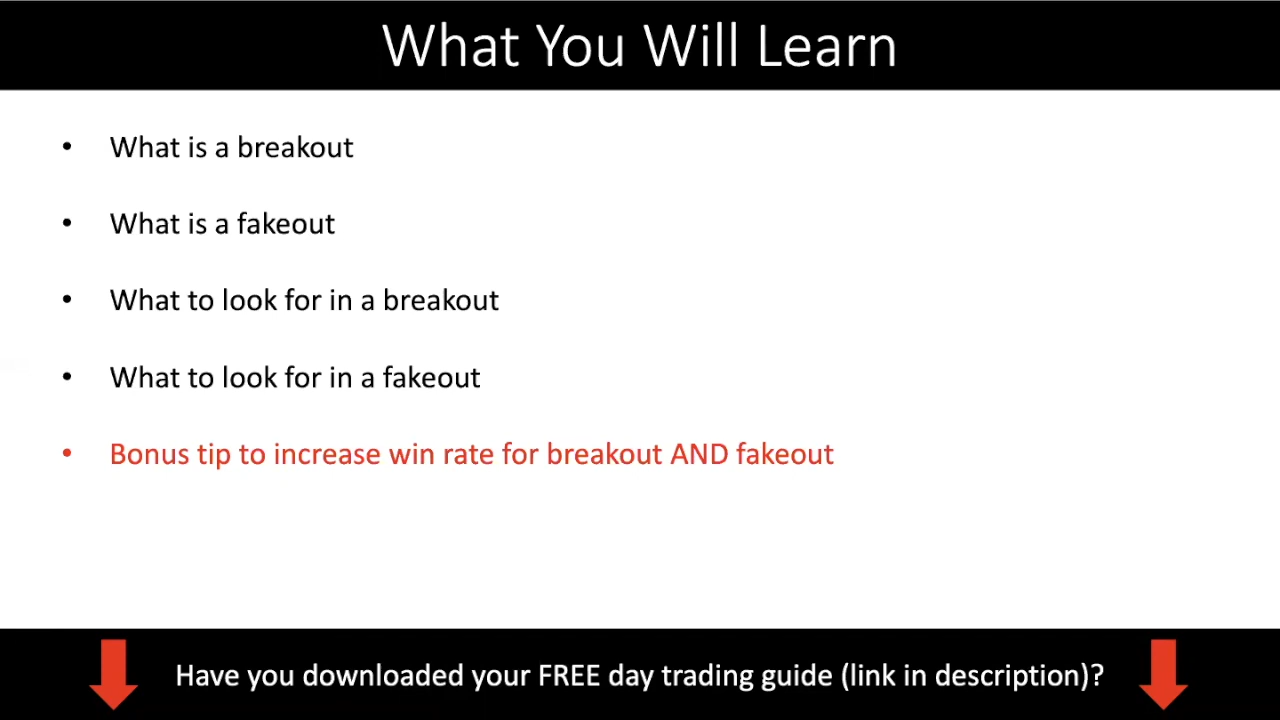 What You Will Learn
• What is a breakout
• What is a fakeout
• What to look for in a breakout
• What to look for in a fakeout
• Bonus tip to increase win rate for breakout AND fakeout
Have you downloaded your FREE day trading guide (link in description)?